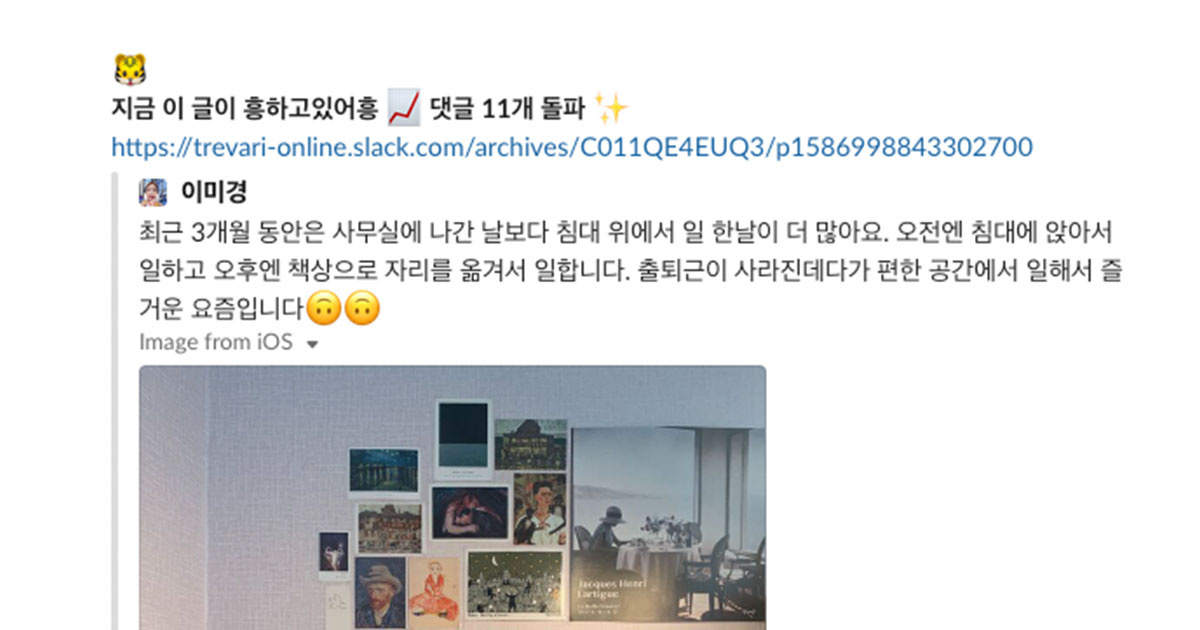 지금 이 글이 흥하고있어흥 📈 댓글 11개 돌파 ✨
https://trevari-online.slack.com/archives/C011QE4EUQ3/p1586998843302700
이미경
최근 3개월 동안은 사무실에 나간 날보다 침대 위에서 일 한날이 더 많아요. 오전엔 침대에 앉아서
일하고 오후엔 책상으로 자리를 옮겨서 일합니다. 출퇴근이 사라진데다가 편한 공간에서 일해서 즐
거운 요즘입니다🙃🙃
Image from iOS
Jacques Henri
Lartigue